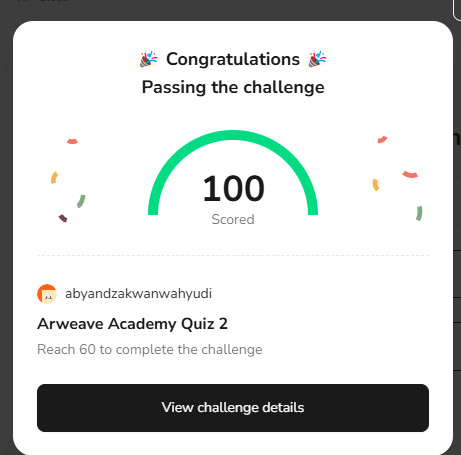 🎉 Congratulations 🎉
Passing the challenge
100
Scored
abyandzakwanwahyudi
Arweave Academy Quiz 2
Reach 60 to complete the challenge
View challenge details